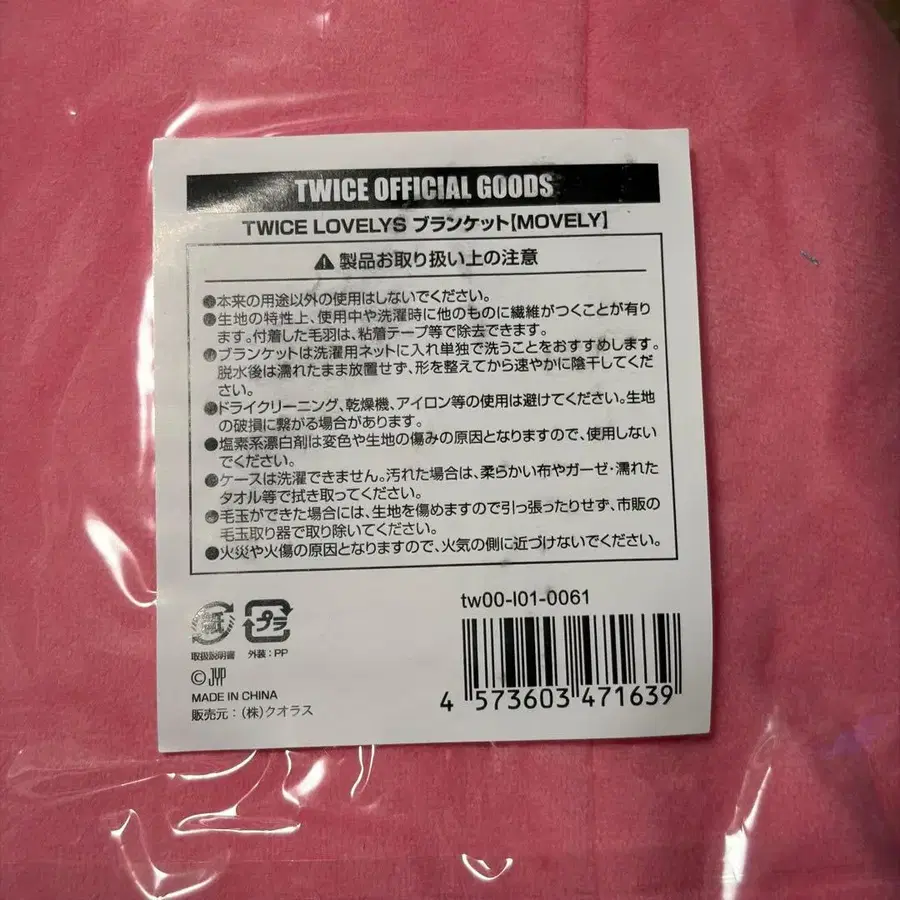 TWICE OFFICIAL GOODS
TWICE LOVELYS ブランケット【MOVELY】
⚠製品お取り扱い上の注意
●本来の用途以外の使用はしないでください。
●生地の特性上、使用中や洗濯時に他のものに繊維がつくことが有り
ます。付着した毛羽は、粘着テープ等で除去できます。
●ブランケットは洗濯用ネットに入れ単独で洗うことをおすすめします。
脱水後は濡れたまま放置せず、形を整えてから速やかに陰干してくだ
さい。
●ドライクリーニング、乾燥機、アイロン等の使用は避けてください。生地
の破損に繋がる場合があります。
●塩素系漂白剤は変色や生地の傷みの原因となりますので、使用しない
でください。
●ケースは洗濯できません。汚れた場合は、柔らかい布やガーゼ・濡れた
タオル等で拭き取ってください。
●毛玉ができた場合には、生地を傷めますので引っ張ったりせず、市販の
毛玉取り器で取り除いてください。
●火災や火傷の原因となりますので、火気の側に近づけないでください。
tw00-I01-0061
紙 プラ
取扱説明書 外装:PP
©JYP
MADE IN CHINA
販売元:(株)クオラス
4 573603 471639